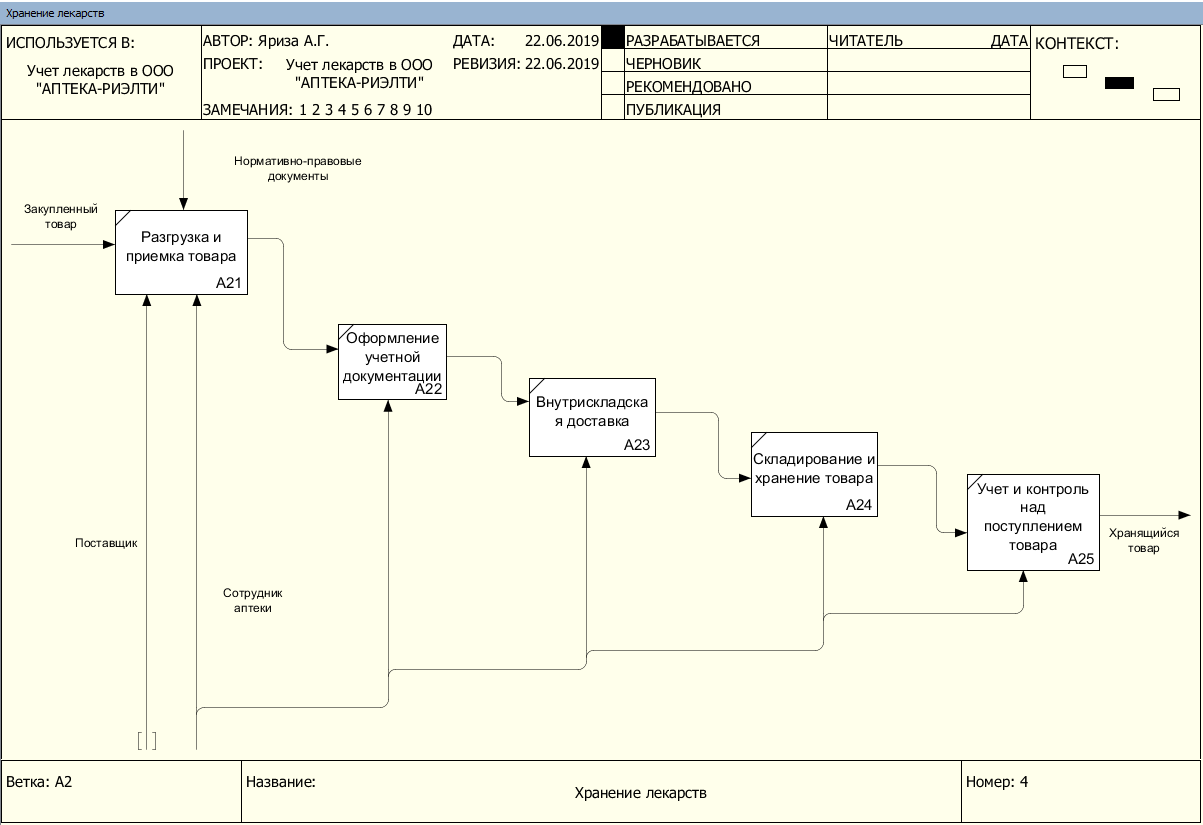 Хранение лекарств
ИСПОЛЬЗУЕТСЯ В:
Учет лекарств в ООО
"АПТЕКА-РИЭЛТИ"
АВТОР: Яриза А.Г.
ДАТА: 22.06.2019
ПРОЕКТ: Учет лекарств в ООО
"АПТЕКА-РИЭЛТИ"
РЕВИЗИЯ: 22.06.2019
ЗАМЕЧАНИЯ: 1 2 3 4 5 6 7 8 9 10
РАЗРАБАТЫВАЕТСЯ
ЧЕРНОВИК
РЕКОМЕНДОВАНО
ПУБЛИКАЦИЯ
ЧИТАТЕЛЬ
ДАТА
КОНТЕКСТ:
Нормативно-правовые
документы
Закупленный
товар
Разгрузка и
приемка товара
A21
Оформление
учетной
документации
A22
Внутрискладска
я доставка
A23
Складирование и
хранение товара
A24
Учет и контроль
над
поступлением
товара
A25
Хранящийся
товар
Поставщик
Сотрудник
аптеки
Ветка: A2
Название:
Хранение лекарств
Номер: 4